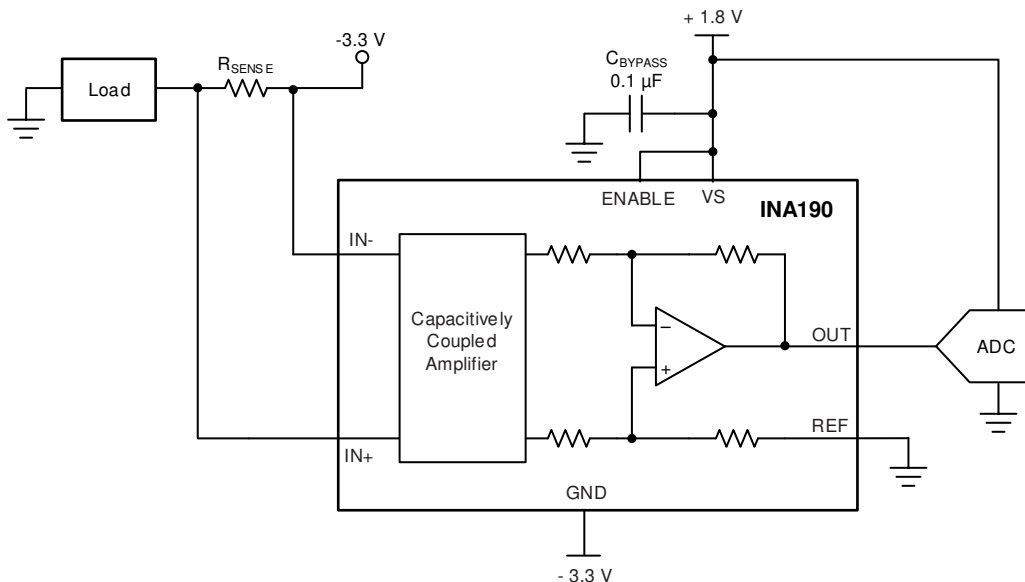 + 1.8 V
-3.3 V
RSENSE
CBYPASS
0.1 µF
Load
ENABLE
VS
INA190
IN-
Capacitively
Coupled
Amplifier
−
+
OUT
ADC
REF
IN+
GND
- 3.3 V